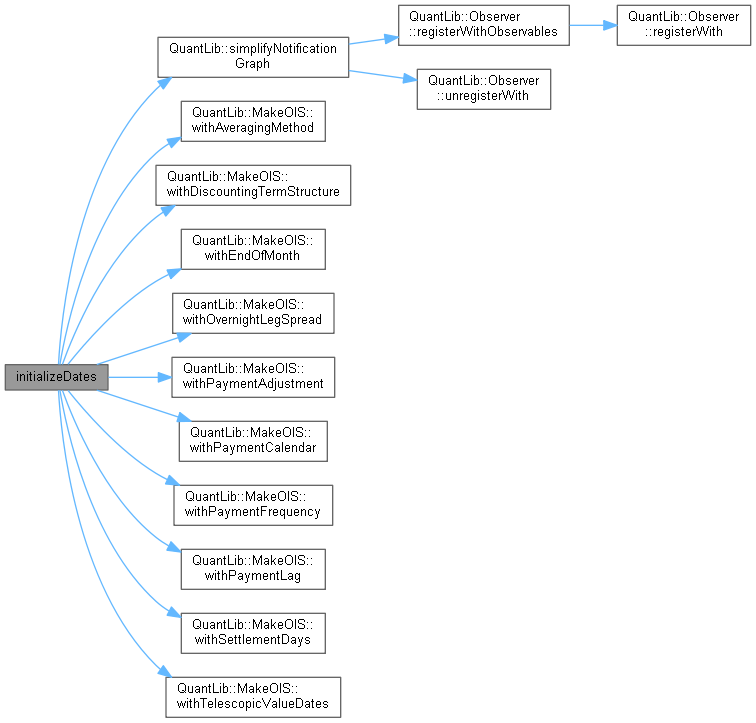 initializeDates
QuantLib::simplifyNotification
Graph
QuantLib::Observer
::registerWithObservables
QuantLib::Observer
::registerWith
QuantLib::Observer
::unregisterWith
QuantLib::MakeOIS::
withAveragingMethod
QuantLib::MakeOIS::
withDiscountingTermStructure
QuantLib::MakeOIS::
withEndOfMonth
QuantLib::MakeOIS::
withOvernightLegSpread
QuantLib::MakeOIS::
withPaymentAdjustment
QuantLib::MakeOIS::
withPaymentCalendar
QuantLib::MakeOIS::
withPaymentFrequency
QuantLib::MakeOIS::
withPaymentLag
QuantLib::MakeOIS::
withSettlementDays
QuantLib::MakeOIS::
withTelescopicValueDates